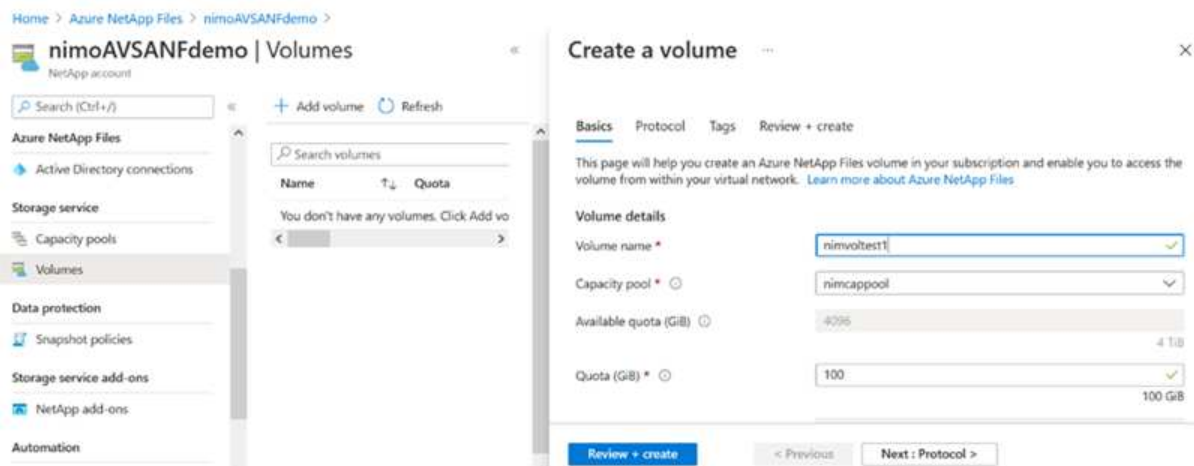 Home > Azure NetApp Files > nimoAVSANFdemo >
nimoAVSANFdemo | Volumes
NetApp account
Search (Ctrl+/)
Azure NetApp Files
Active Directory connections
Storage service
Capacity pools
Volumes
Data protection
Snapshot policies
Storage service add-ons
NetApp add-ons
Automation
+ Add volume Refresh
Search volumes
Name ↑↓ Quota
You don't have any volumes. Click Add vo
Create a volume ...
Basics Protocol Tags Review + create
This page will help you create an Azure NetApp Files volume in your subscription and enable you to access the
volume from within your virtual network. Learn more about Azure NetApp Files
Volume details
Volume name * nimvoltest1
Capacity pool * nimcappool
Available quota (GiB) 4096
4 TiB
Quota (GiB) * 100
100 GiB
Review + create < Previous Next : Protocol >